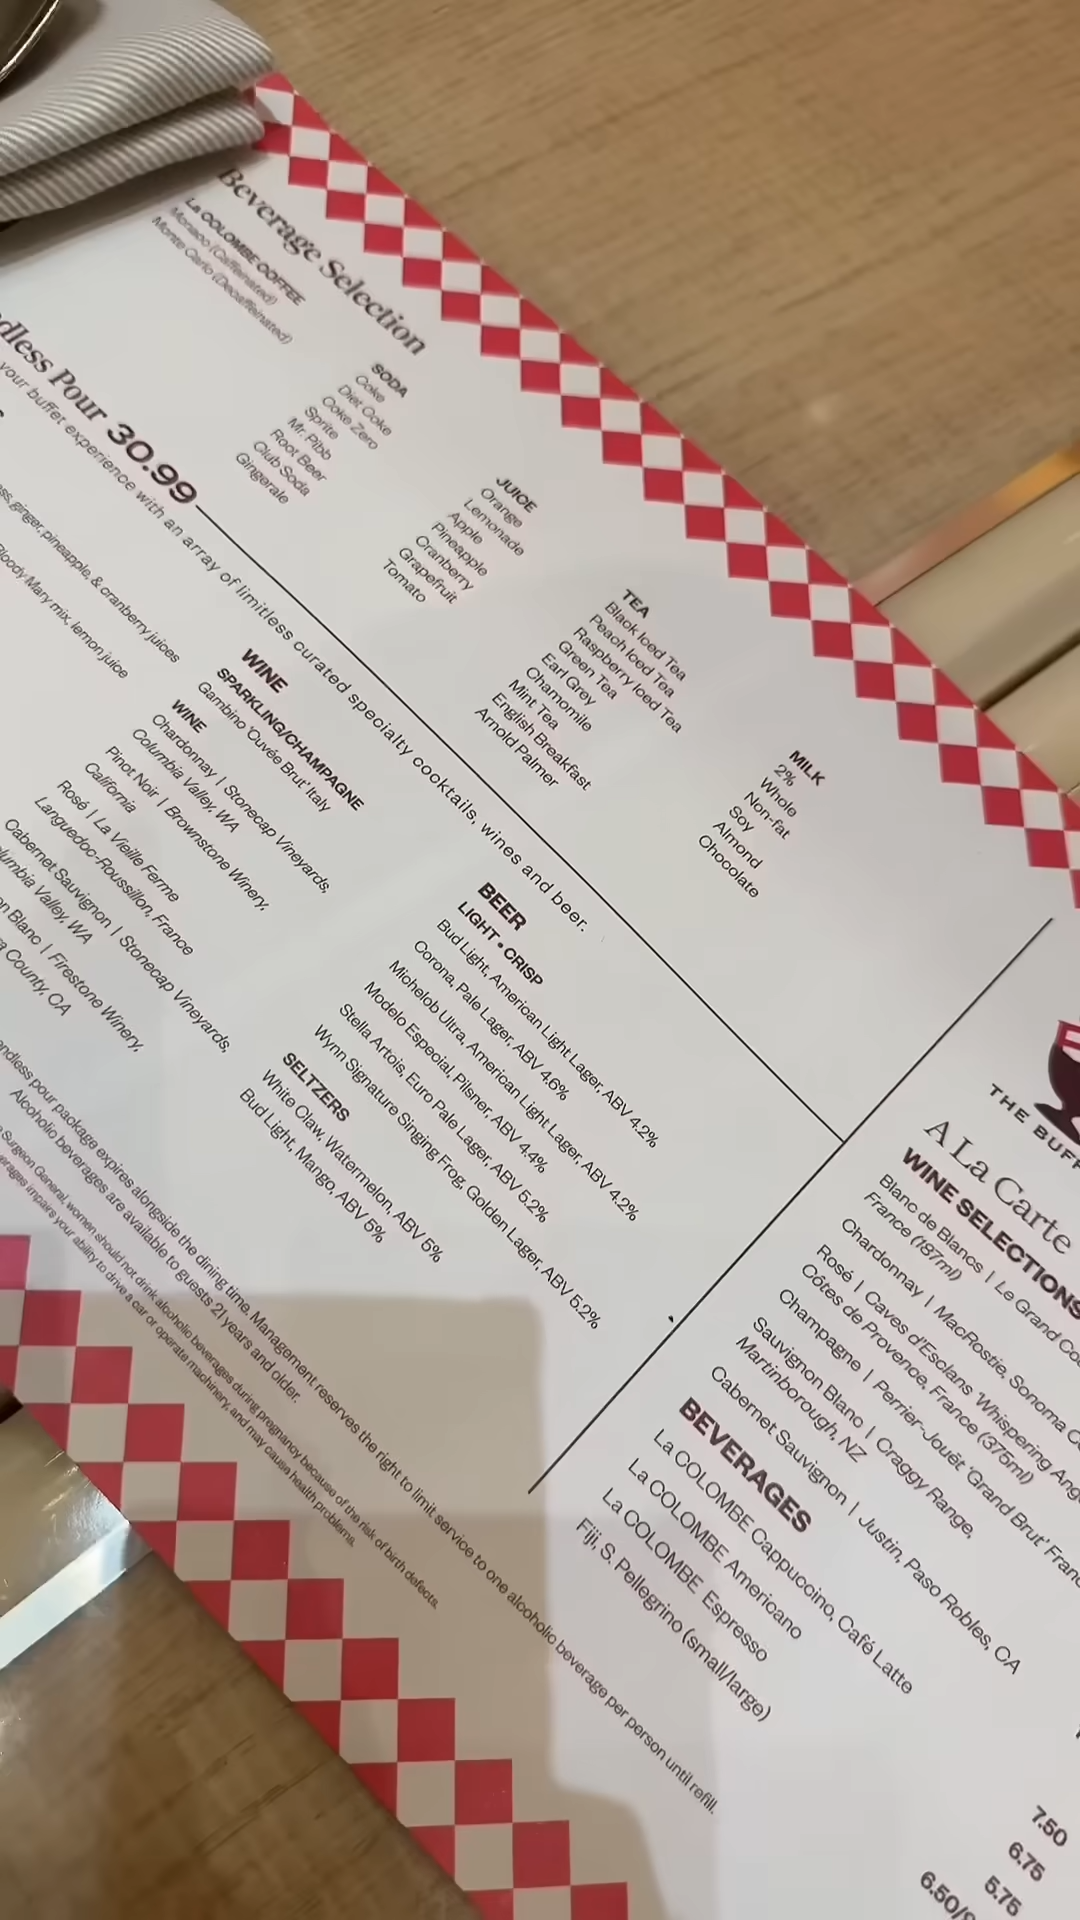 Beverage Selection
La COLOMBE COFFEE
Monaco (Caffeinated)
Monte Carlo (Decaffeinated)
SODA
Coke
Diet Coke
Coke Zero
Sprite
Mr. Pibb
Root Beer
Club Soda
Gingerale
JUICE
Orange
Lemonade
Apple
Pineapple
Cranberry
Grapefruit
Tomato
TEA
Black Iced Tea
Peach Iced Tea
Raspberry Iced Tea
Green Tea
Earl Grey
Chamomile
Mint Tea
English Breakfast
Arnold Palmer
MILK
2%
Whole
Non-fat
Soy
Almond
Chocolate
Pour 30.99
your buffet experience with an array of limitless curated specialty cocktails, wines and beer.
ginger, pineapple, & cranberry juices
Bloody Mary mix, lemon juice
WINE
SPARKLING/CHAMPAGNE
Gambino 'Cuvée Brut' Italy
WINE
Chardonnay | Stonecap Vineyards,
Columbia Valley, WA
Pinot Noir | Brownstone Winery,
California
Rosé | La Vieille Ferme
Languedoc-Roussillon, France
Cabernet Sauvignon | Stonecap Vineyards,
Valley, WA
Blanc | Firestone Winery,
County, CA
BEER
LIGHT • CRISP
Bud Light, American Light Lager, ABV 4.2%
Corona, Pale Lager, ABV 4.6%
Michelob Ultra, American Light Lager, ABV 4.2%
Modelo Especial, Pilsner, ABV 4.4%
Stella Artois, Euro Pale Lager, ABV 5.2%
Wynn Signature Singing Frog, Golden Lager, ABV 5.2%
SELTZERS
White Claw, Watermelon, ABV 5%
Bud Light, Mango, ABV 5%
endless pour package expires alongside the dining time. Management reserves the right to limit service to one alcoholic beverage per person until refill.
Alcoholic beverages are available to guests 21 years and older.
Surgeon General, women should not drink alcoholic beverages during pregnancy because of the risk of birth defects.
impairs your ability to drive a car or operate machinery, and may cause health problems.
THE
A La Carte
WINE SELECTIONS
Blanc de Blancs | Le Grand
France (187ml)
Chardonnay | MacRostie, Sonoma
Rosé | Caves d'Esclans 'Whispering
Côtes de Provence, France (375ml)
Champagne | Perrier-Jouët 'Grand Brut'
Sauvignon Blanc | Craggy Range,
Martinborough, NZ
Cabernet Sauvignon | Justin, Paso Robles, CA
BEVERAGES
La COLOMBE Cappuccino, Café Latte
La COLOMBE Americano
La COLOMBE Espresso
Fiji, S. Pellegrino (small/large)
7.50
6.75
5.75
6.50/